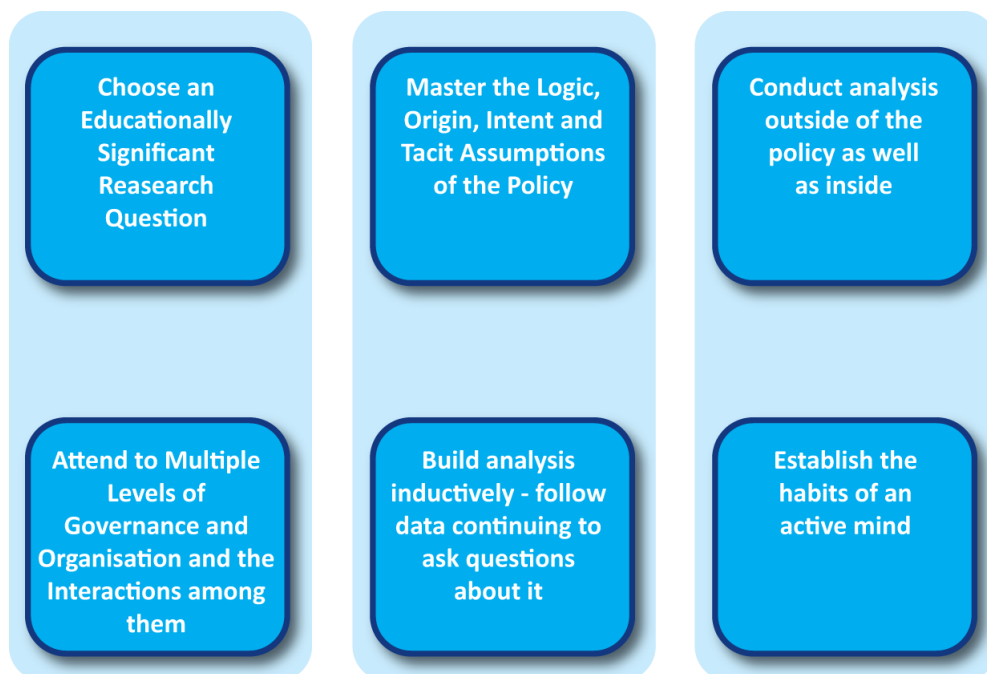 Choose an
Educationally
Significant
Reasearch
Question
Master the Logic,
Origin, Intent and
Tacit Assumptions
of the Policy
Conduct analysis
outside of the
policy as well
as inside
Attend to Multiple
Levels of
Governance and
Organisation and the
Interactions among
them
Build analysis
inductively - follow
data continuing to
ask questions
about it
Establish the
habits of an
active mind